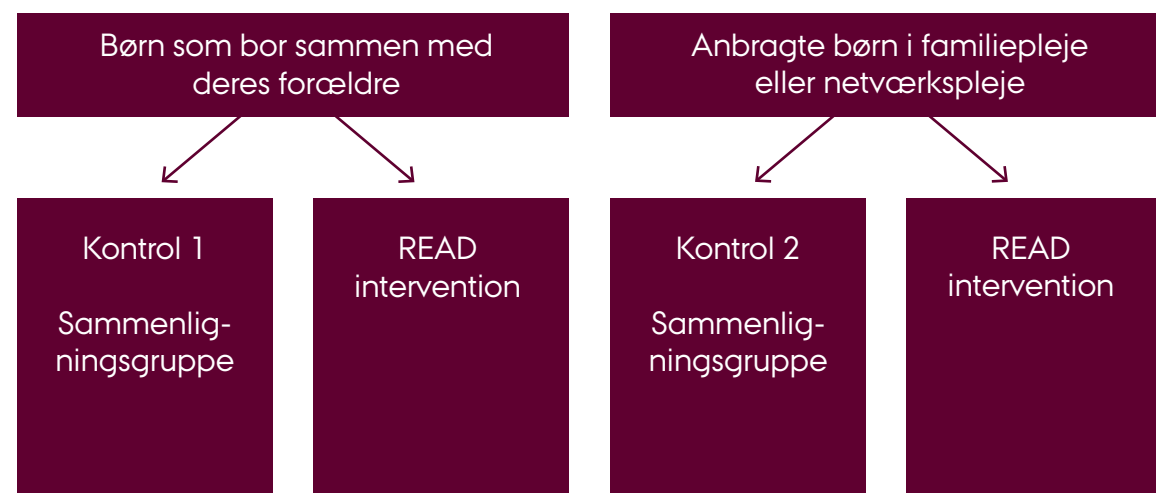 Børn som bor sammen med
deres forældre
Anbragte børn i familiepleje
eller netværkspleje
Kontrol 1
Sammenlig-
ningsgruppe
READ
intervention
Kontrol 2
Sammenlig-
ningsgruppe
READ
intervention